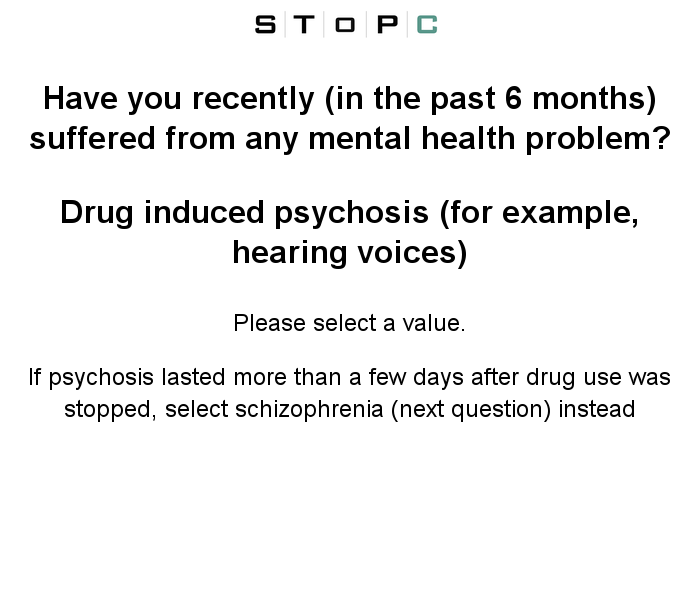 STOPC
Have you recently (in the past 6 months)
suffered from any mental health problem?
Drug induced psychosis (for example,
hearing voices)
Please select a value.
If psychosis lasted more than a few days after drug use was
stopped, select schizophrenia (next question) instead